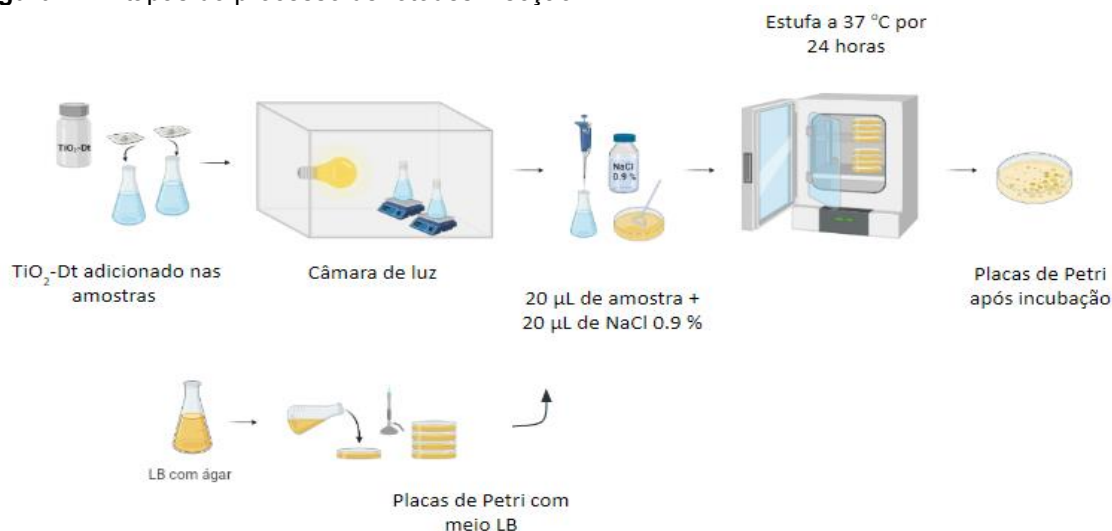 Estufa a 37 °C por
24 horas
TiO₂-Dt
NaCl
0.9 %
TiO₂-Dt adicionado nas
amostras
Câmara de luz
20 µL de amostra +
20 µL de NaCl 0.9 %
Placas de Petri
após incubação
LB com ágar
Placas de Petri com
meio LB